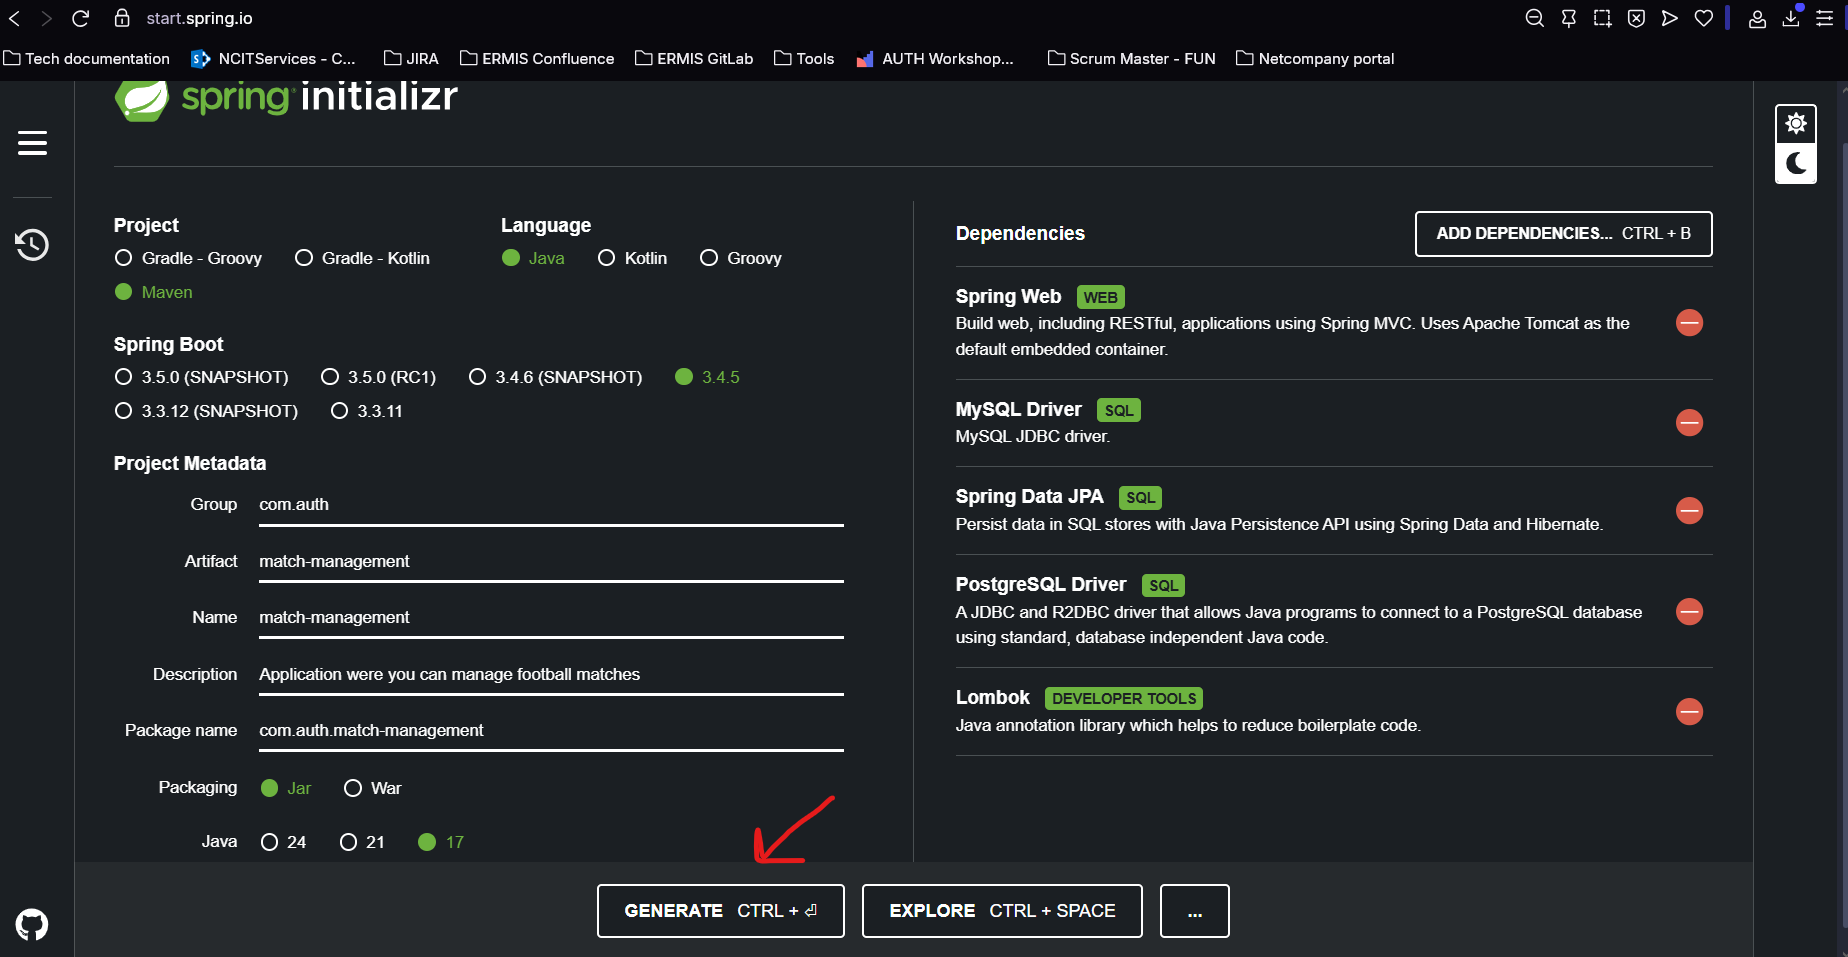 start.spring.io
Tech documentation NCITServices - C... JIRA ERMIS Confluence ERMIS GitLab Tools AUTH Workshop... Scrum Master - FUN Netcompany portal
spring initializr
Project
Gradle - Groovy Gradle - Kotlin
Maven
Language
Java Kotlin Groovy
Spring Boot
3.5.0 (SNAPSHOT) 3.5.0 (RC1) 3.4.6 (SNAPSHOT) 3.4.5
3.3.12 (SNAPSHOT) 3.3.11
Project Metadata
Group com.auth
Artifact match-management
Name match-management
Description Application were you can manage football matches
Package name com.auth.match-management
Packaging Jar War
Java 24 21 17
Dependencies ADD DEPENDENCIES... CTRL + B
Spring Web WEB
Build web, including RESTful, applications using Spring MVC. Uses Apache Tomcat as the
default embedded container.
MySQL Driver SQL
MySQL JDBC driver.
Spring Data JPA SQL
Persist data in SQL stores with Java Persistence API using Spring Data and Hibernate.
PostgreSQL Driver SQL
A JDBC and R2DBC driver that allows Java programs to connect to a PostgreSQL database
using standard, database independent Java code.
Lombok DEVELOPER TOOLS
Java annotation library which helps to reduce boilerplate code.
GENERATE CTRL + ⏎ EXPLORE CTRL + SPACE ...